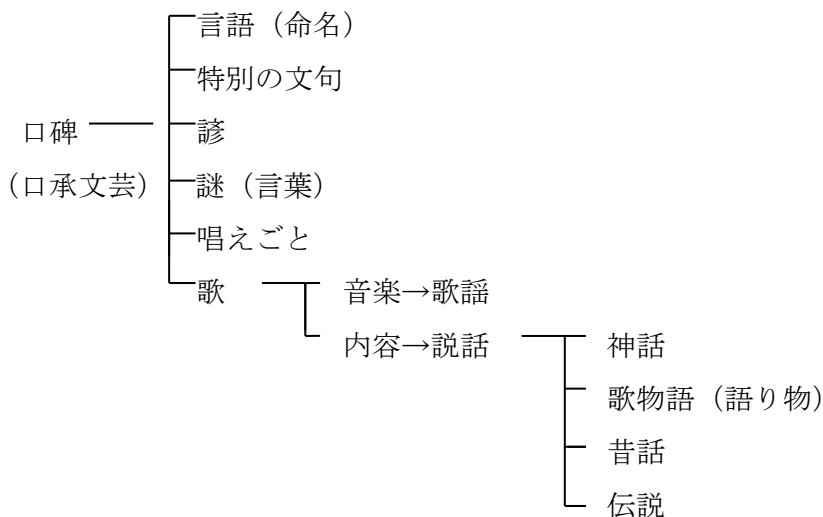 言語（命名）
特別の文句
口碑
諺
（口承文芸）
謎（言葉）
唱えごと
歌
音楽→歌謡
内容→説話
神話
歌物語（語り物）
昔話
伝説